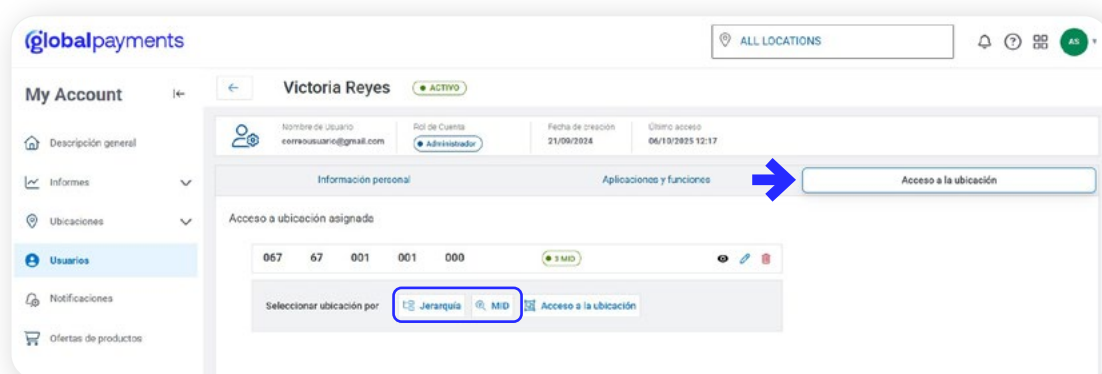 globalpayments
ALL LOCATIONS
AS
My Account
Victoria Reyes
ACTIVO
Nombre de Usuario
Rol de Cuenta
Fecha de creación
Último acceso
correousuario@gmail.com
Administrador
21/09/2024
06/10/2025 12:17
Descripción general
Informes
Ubicaciones
Usuarios
Notificaciones
Ofertas de productos
Información personal
Aplicaciones y funciones
Acceso a la ubicación
Acceso a ubicación asignada
067 67 001 001 000
3 MID
Seleccionar ubicación por
Jerarquía
MID
Acceso a la ubicación